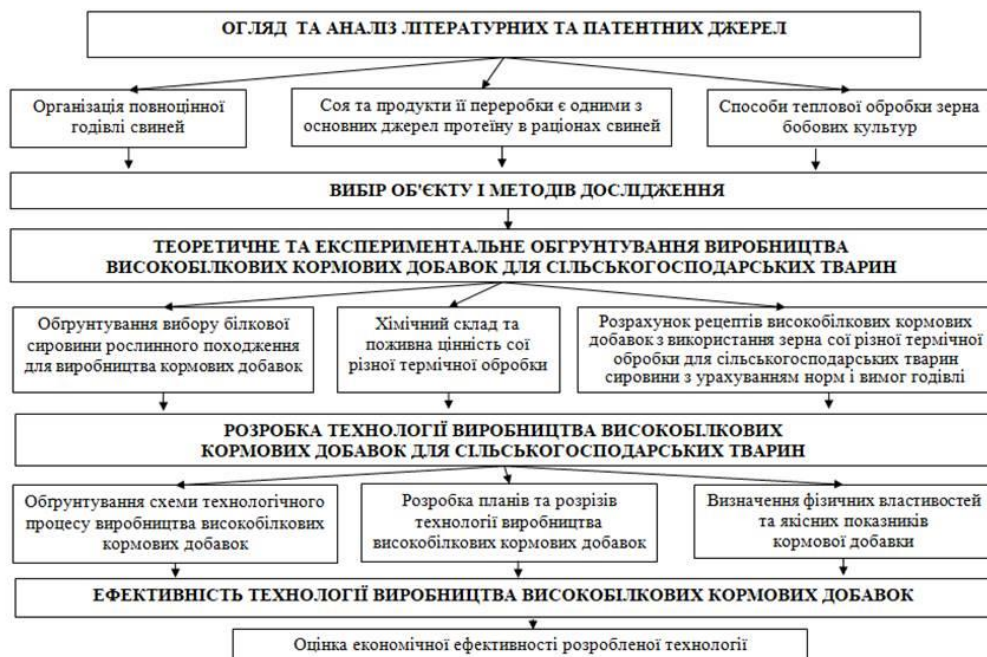 ОГЛЯД ТА АНАЛІЗ ЛІТЕРАТУРНИХ ТА ПАТЕНТНИХ ДЖЕРЕЛ
Організація повноцінної
годівлі свиней
Соя та продукти її переробки є одними з
основних джерел протеїну в раціонах свиней
Способи теплової обробки зерна
бобових культур
ВИБІР ОБ'ЄКТУ І МЕТОДІВ ДОСЛІДЖЕННЯ
ТЕОРЕТИЧНЕ ТА ЕКСПЕРИМЕНТАЛЬНЕ ОБГРУНТУВАННЯ ВИРОБНИЦТВА
ВИСОКОБІЛКОВИХ КОРМОВИХ ДОБАВОК ДЛЯ СІЛЬСЬКОГОСПОДАРСЬКИХ ТВАРИН
Обґрунтування вибору білкової
сировини рослинного походження
для виробництва кормових добавок
Хімічний склад та
поживна цінність сої
різної термічної обробки
Розрахунок рецептів високобілкових кормових
добавок з використання зерна сої різної термічної
обробки для сільськогосподарських тварин
сировини з урахуванням норм і вимог годівлі
РОЗРОБКА ТЕХНОЛОГІЇ ВИРОБНИЦТВА ВИСОКОБІЛКОВИХ
КОРМОВИХ ДОБАВОК ДЛЯ СІЛЬСЬКОГОСПОДАРСЬКИХ ТВАРИН
Обґрунтування схеми технологічного
процесу виробництва високобілкових
кормових добавок
Розробка планів та розрізів
технології виробництва
високобілкових кормових добавок
Визначення фізичних властивостей
та якісних показників
кормової добавки
ЕФЕКТИВНІСТЬ ТЕХНОЛОГІЇ ВИРОБНИЦТВА ВИСОКОБІЛКОВИХ КОРМОВИХ ДОБАВОК
Оцінка економічної ефективності розробленої технології